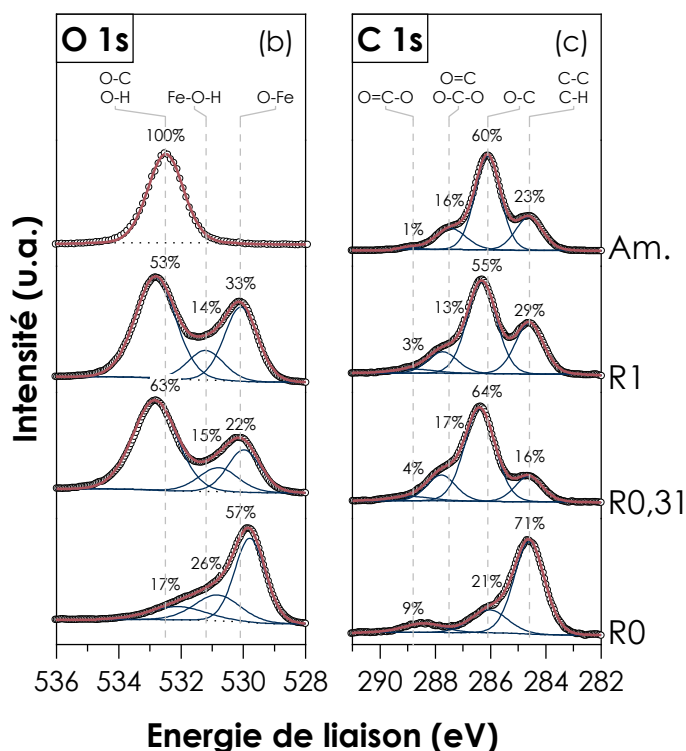 O 1s
(b)
O-C
O-H
Fe-O-H
O-Fe
100%
53%
14%
33%
63%
15%
22%
57%
26%
17%
536 534 532 530 528
C 1s
(c)
O=C-O
O=C
O-C-O
O-C
C-C
C-H
60%
16%
23%
1%
Am.
55%
13%
29%
3%
R1
64%
17%
16%
4%
R0,31
71%
21%
9%
R0
290 288 286 284 282
Intensité (u.a.)
Energie de liaison (eV)